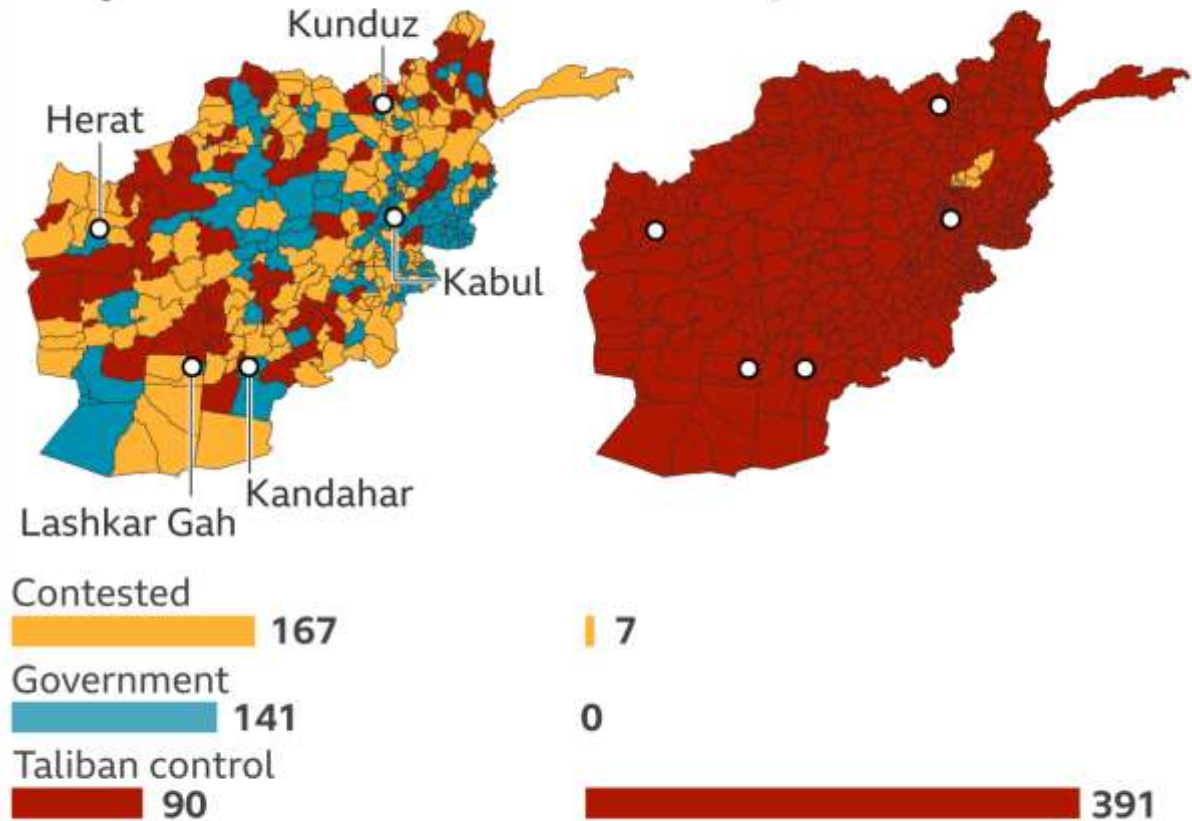 Kunduz
Herat
Kabul
Kandahar
Lashkar Gah
Contested
167 7
Government
141 0
Taliban control
90 391